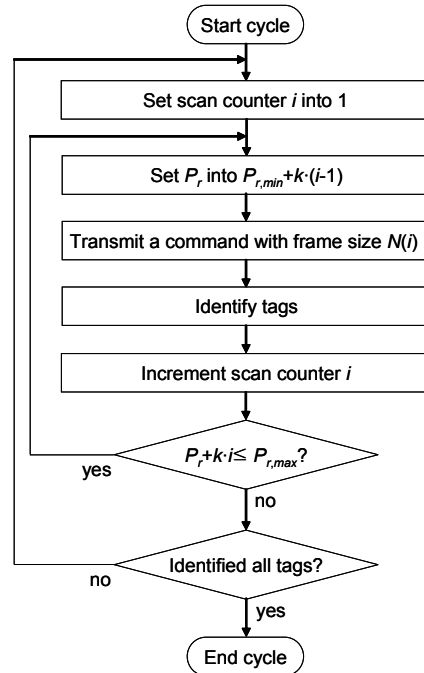 Start cycle
Set scan counter i into 1
Set Pr into Pr,min+k·(i-1)
Transmit a command with frame size N(i)
Identify tags
Increment scan counter i
Pr+k·i≤ Pr,max?
yes
no
Identified all tags?
no
yes
End cycle